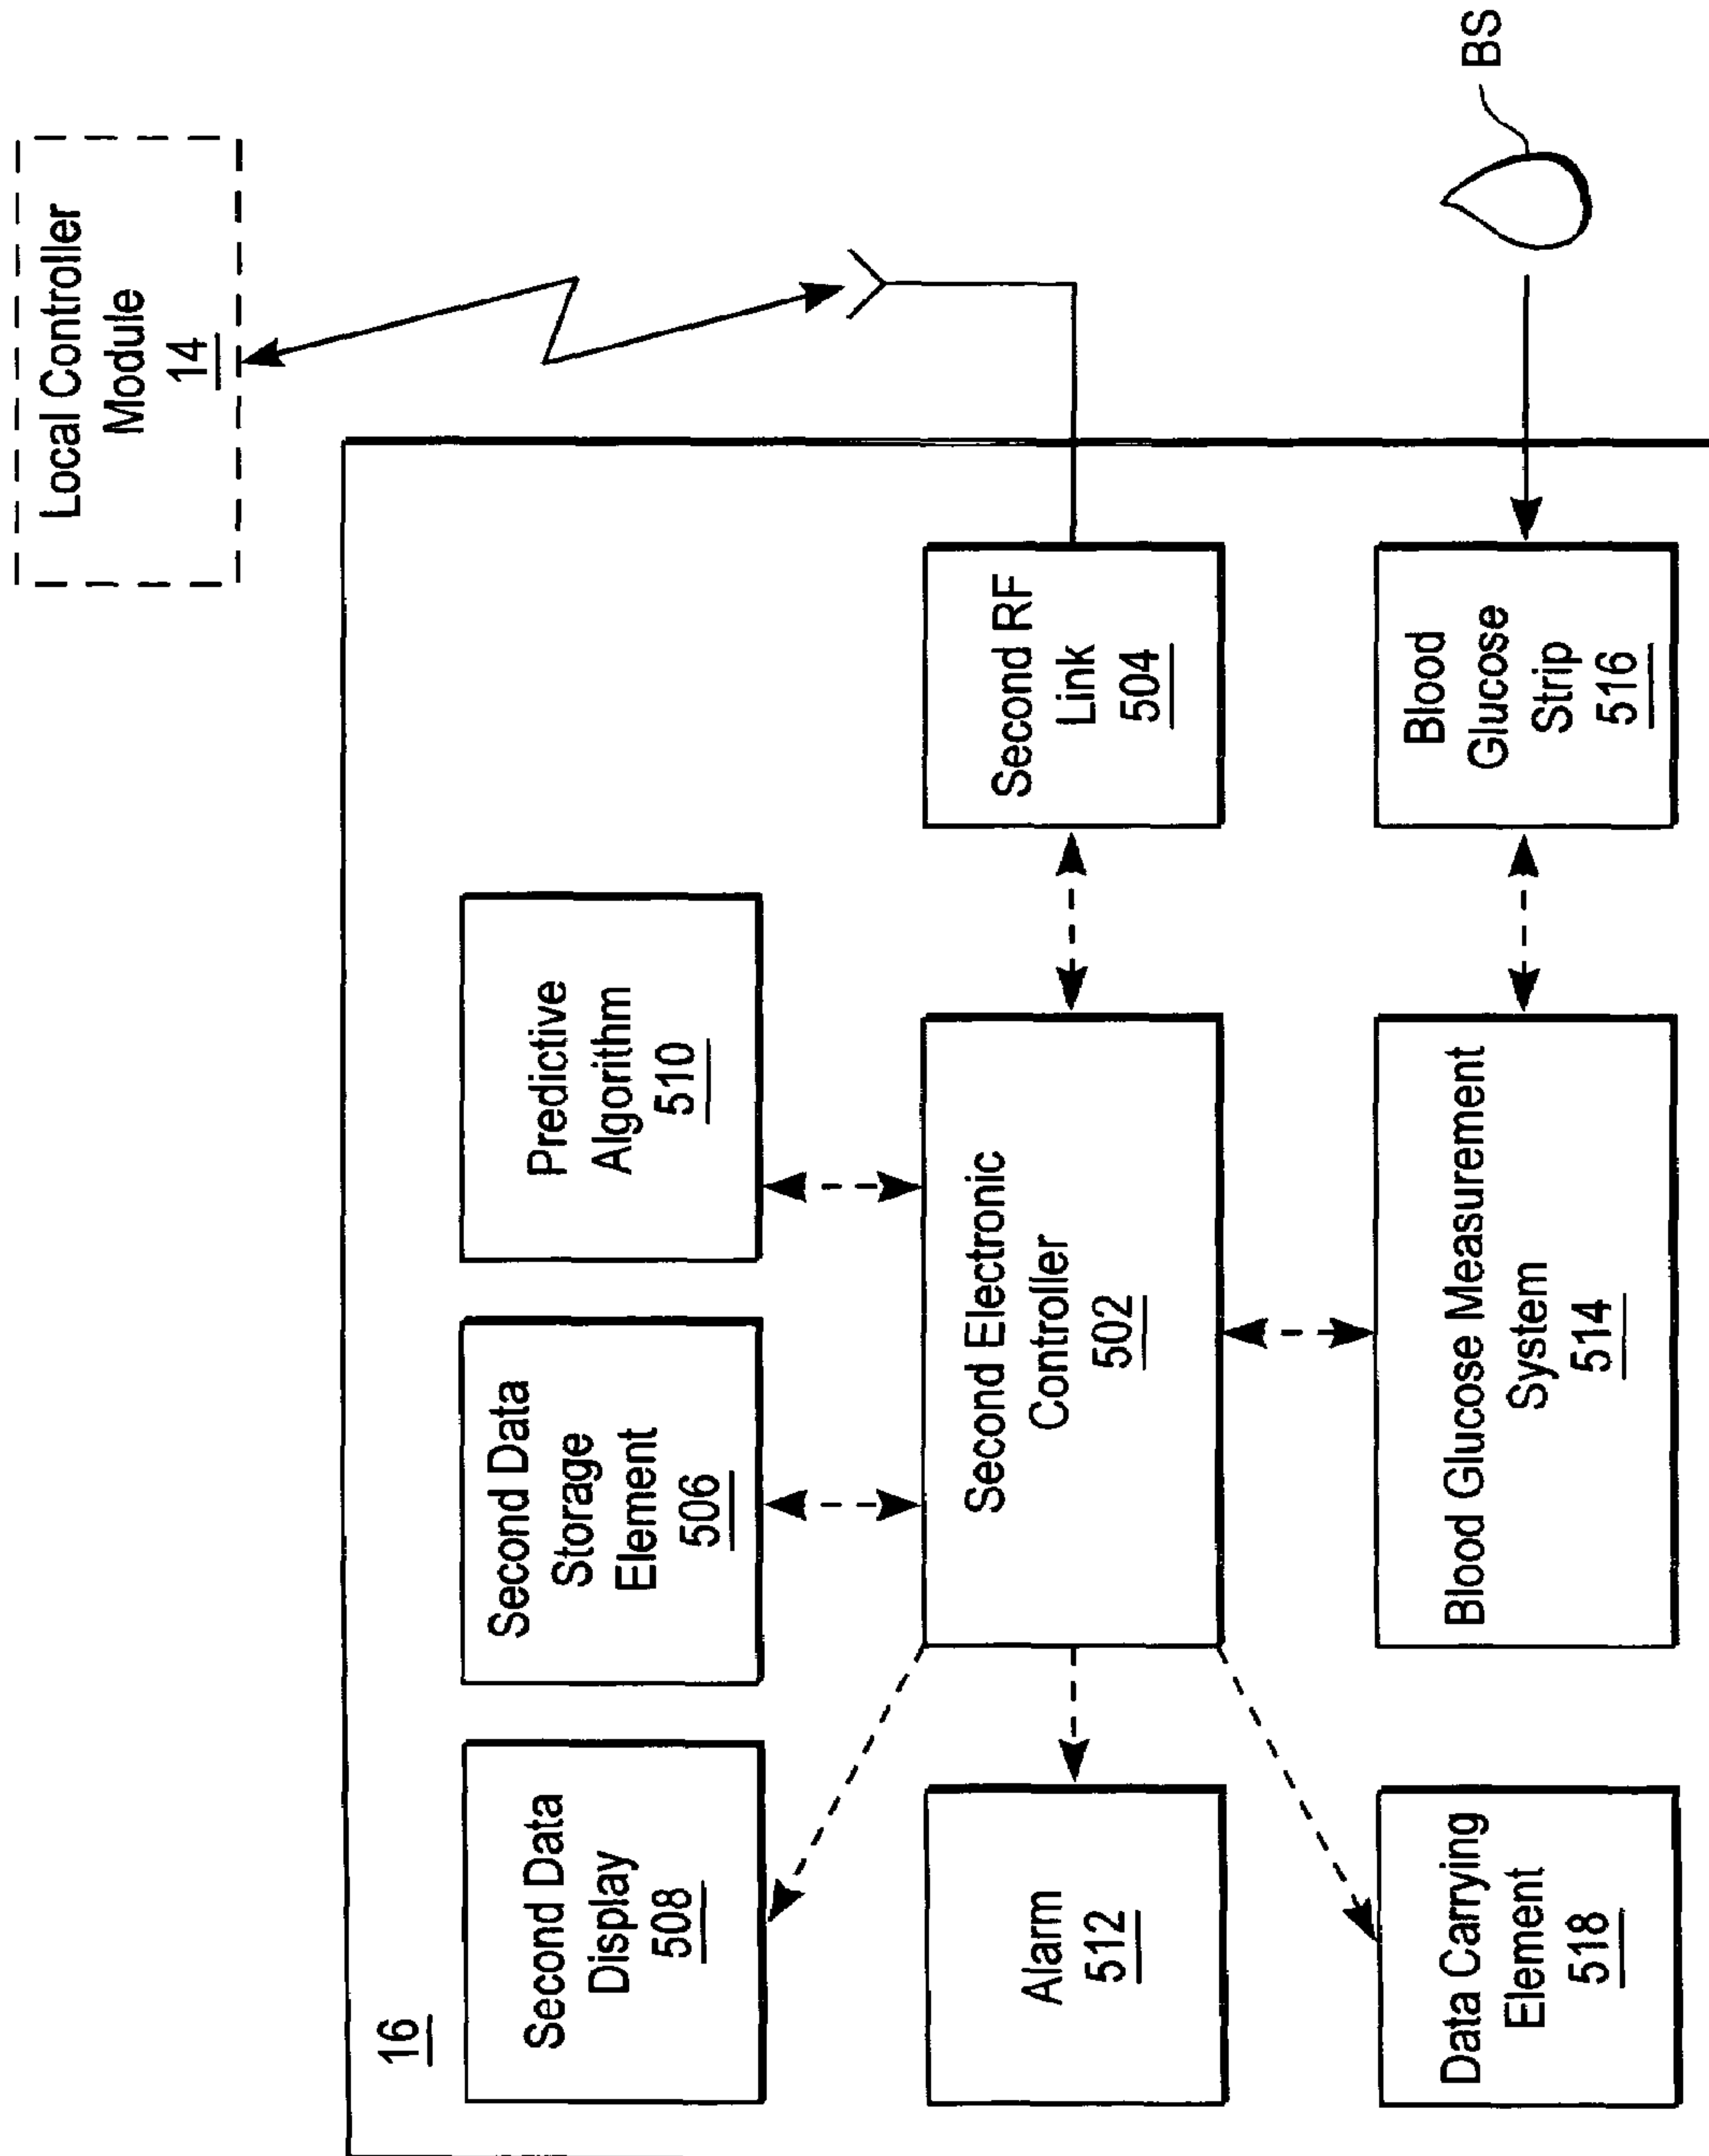 Local Controller
Module
14
16
Second Data
Display
508
Second Data
Storage
Element
506
Predictive
Algorithm
510
Alarm
512
Second Electronic
Controller
502
Second RF
Link
504
Data Carrying
Element
518
Blood Glucose Measurement
System
514
Blood
Glucose
Strip
516
BS